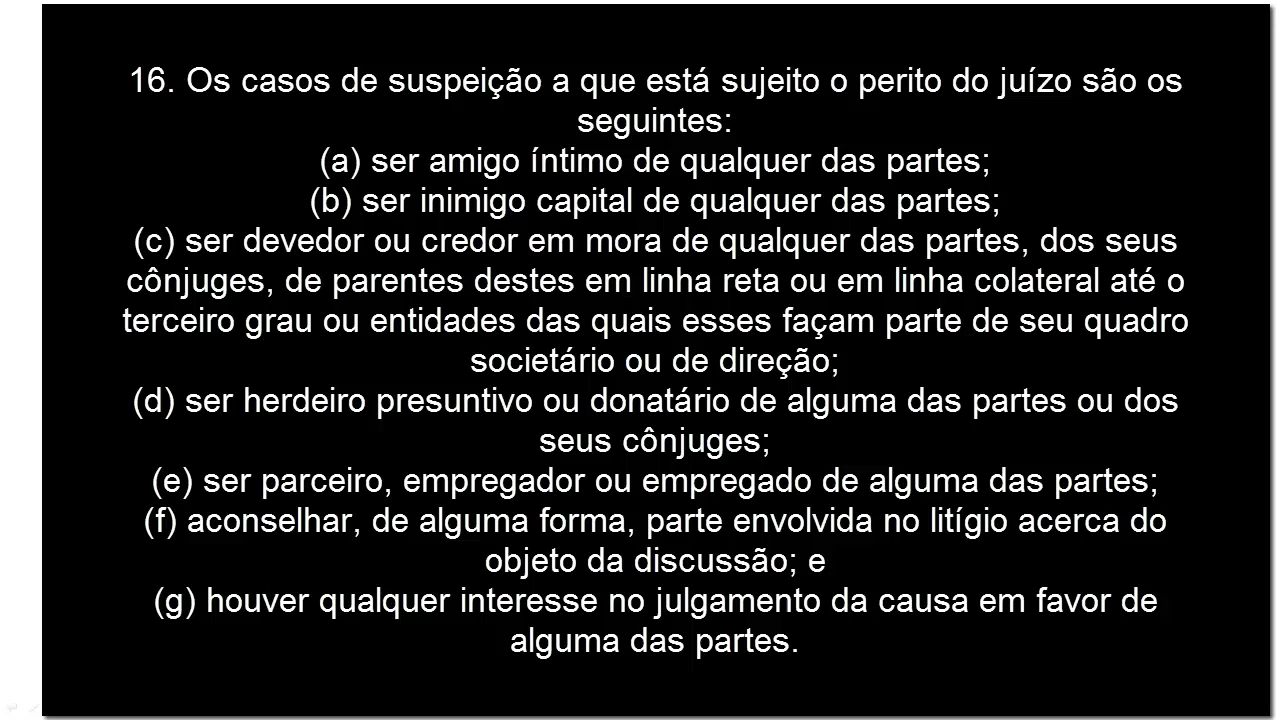 16. Os casos de suspeição a que está sujeito o perito do juízo são os
seguintes:
(a) ser amigo íntimo de qualquer das partes;
(b) ser inimigo capital de qualquer das partes;
(c) ser devedor ou credor em mora de qualquer das partes, dos seus
cônjuges, de parentes destes em linha reta ou em linha colateral até o
terceiro grau ou entidades das quais esses façam parte de seu quadro
societário ou de direção;
(d) ser herdeiro presuntivo ou donatário de alguma das partes ou dos
seus cônjuges;
(e) ser parceiro, empregador ou empregado de alguma das partes;
(f) aconselhar, de alguma forma, parte envolvida no litígio acerca do
objeto da discussão; e
(g) houver qualquer interesse no julgamento da causa em favor de
alguma das partes.